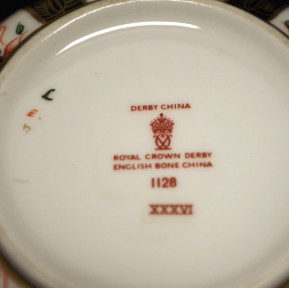 DERBY CHINA
ROYAL CROWN DERBY
ENGLISH BONE CHINA
1128
XXXVI